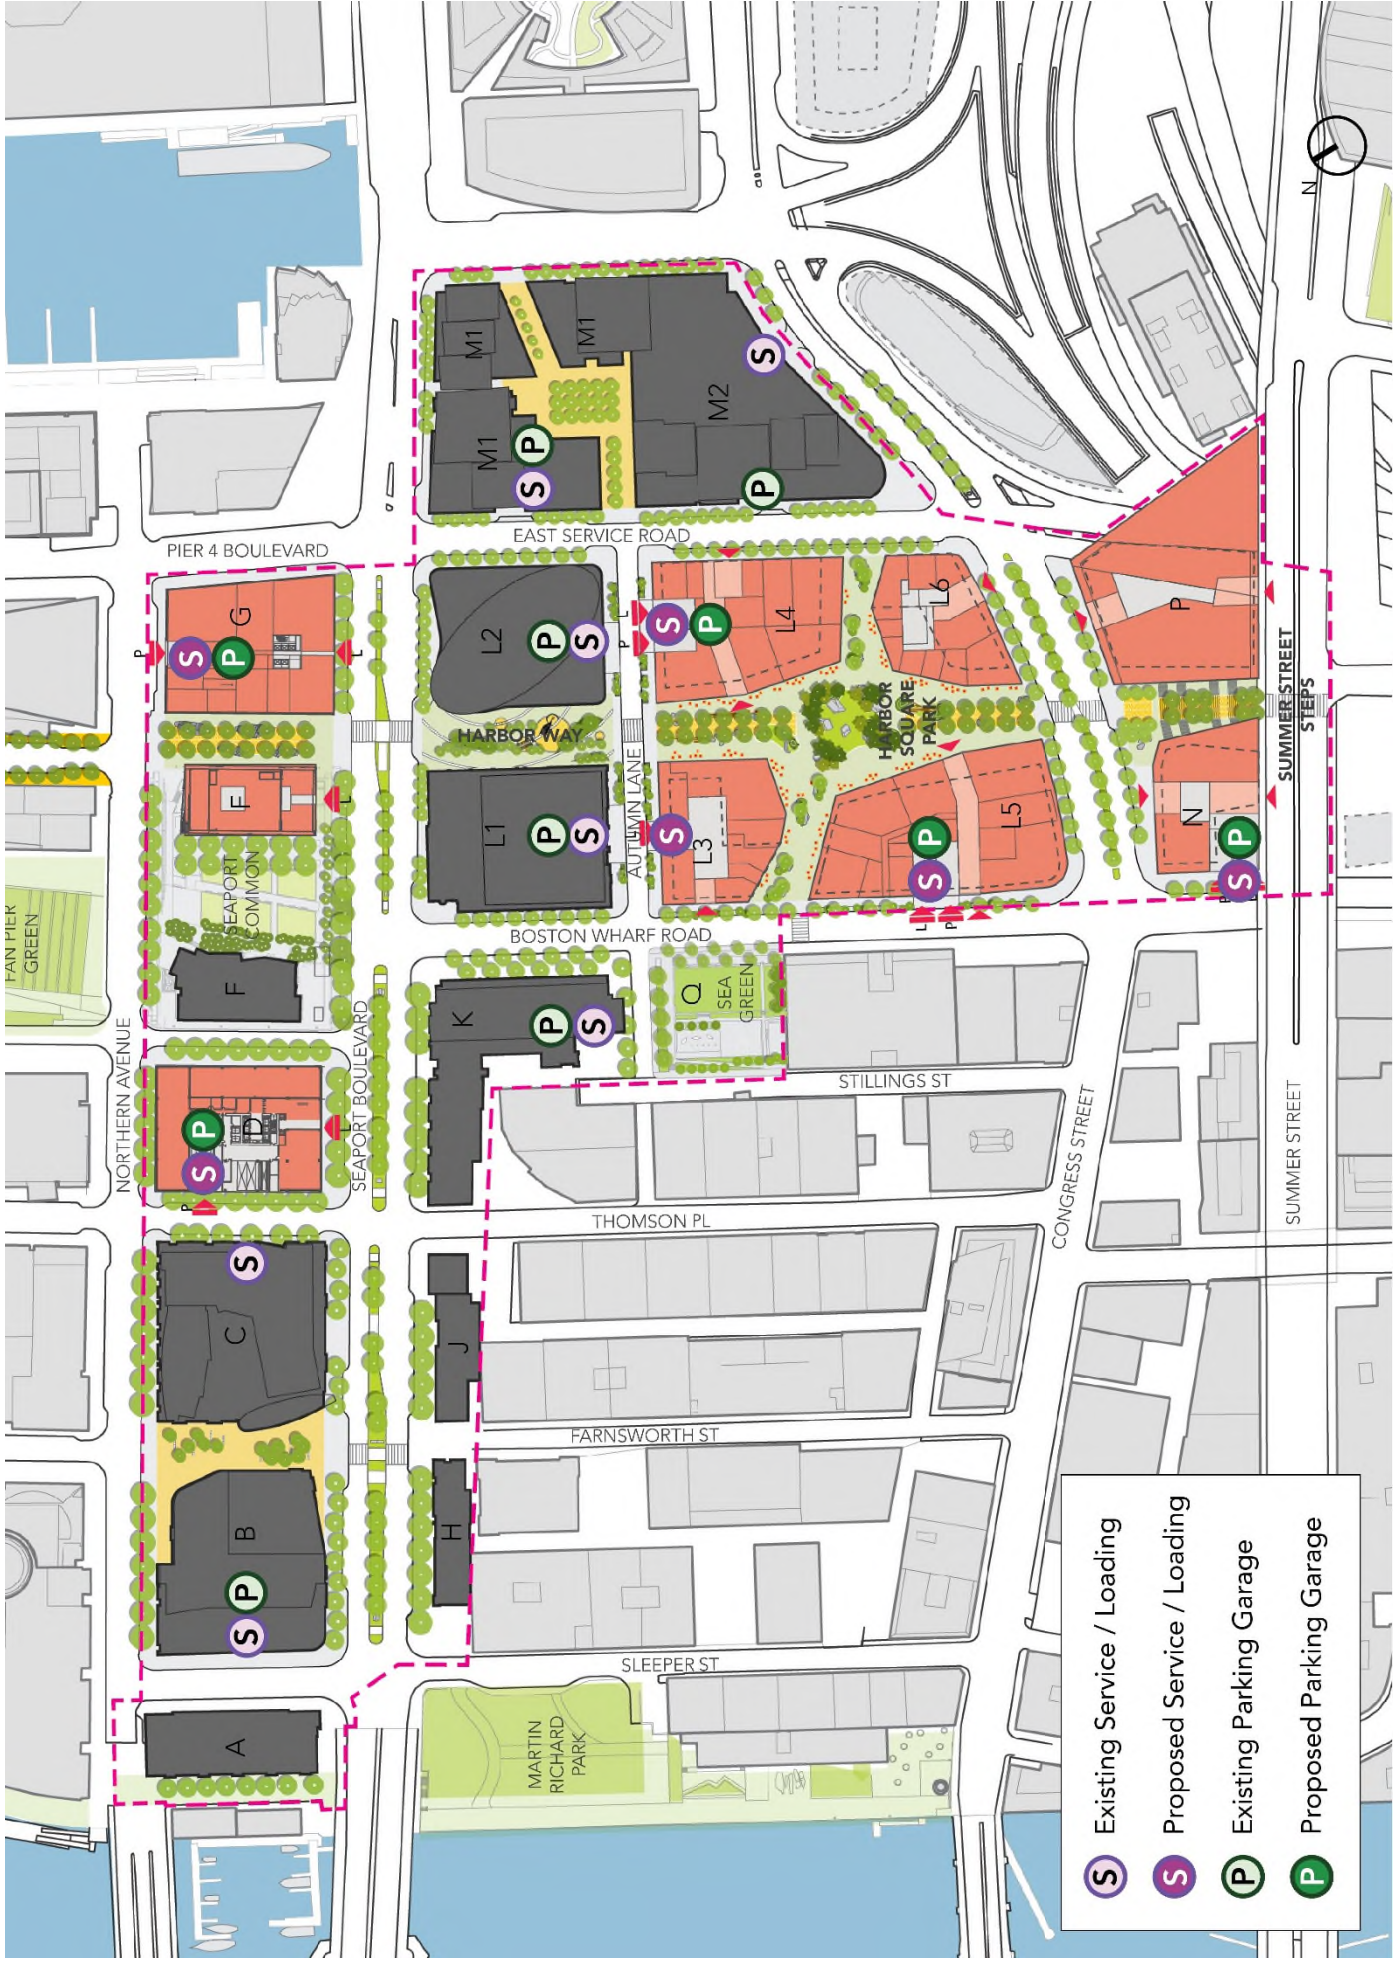 FAN PIER
GREEN
NORTHERN AVENUE
PIER 4 BOULEVARD
P
P
A
S
P
B
C
S
S
P
D
L
F
SEAPORT
COMMON
F
L
S
P
G
L
SEAPORT BOULEVARD
H
J
K
P
S
L1
P
S
HARBOR WAY
L2
P
S
M1
S
P
M1
M1
EAST SERVICE ROAD
MARTIN
RICHARD
PARK
SLEEPER ST
FARNSWORTH ST
THOMSON PL
BOSTON WHARF ROAD
AUTUMN LANE
P
L
Q
SEA
GREEN
S
L3
S
P
L4
M2
P
S
STILLINGS ST
HARBOR
SQUARE
PARK
L
P
S
P
L5
L6
CONGRESS STREET
N
S
P
P
SUMMER STREET
SUMMER STREET
STEPS
N
S Existing Service / Loading
S Proposed Service / Loading
P Existing Parking Garage
P Proposed Parking Garage